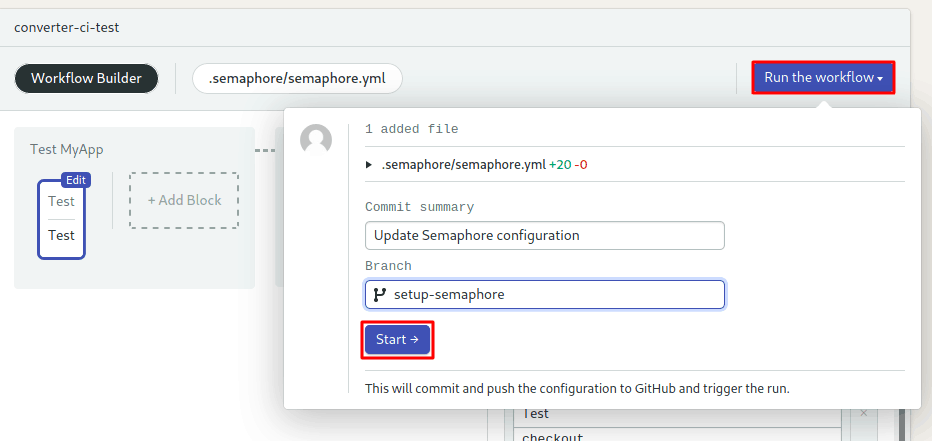 converter-ci-test
Workflow Builder
.semaphore/semaphore.yml
Run the workflow
Test MyApp
Edit
Test
Test
+ Add Block
1 added file
.semaphore/semaphore.yml +20 -0
Commit summary
Update Semaphore configuration
Branch
setup-semaphore
Start →
This will commit and push the configuration to GitHub and trigger the run.
Test
×
checkout